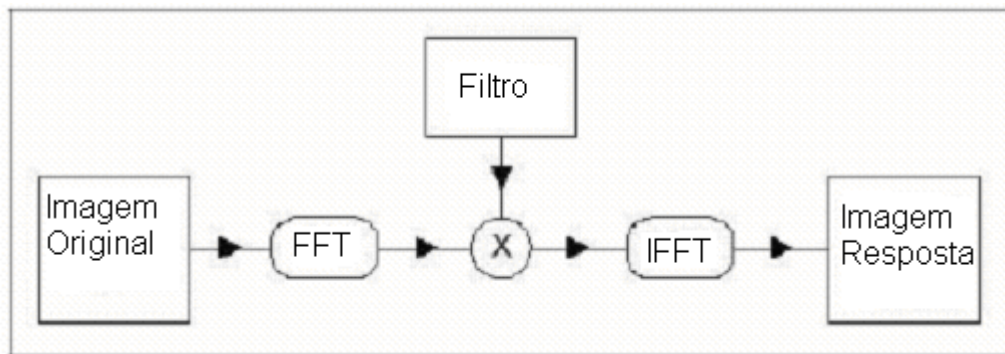 Filtro
Imagem
Original
FFT
X
IFFT
Imagem
Resposta